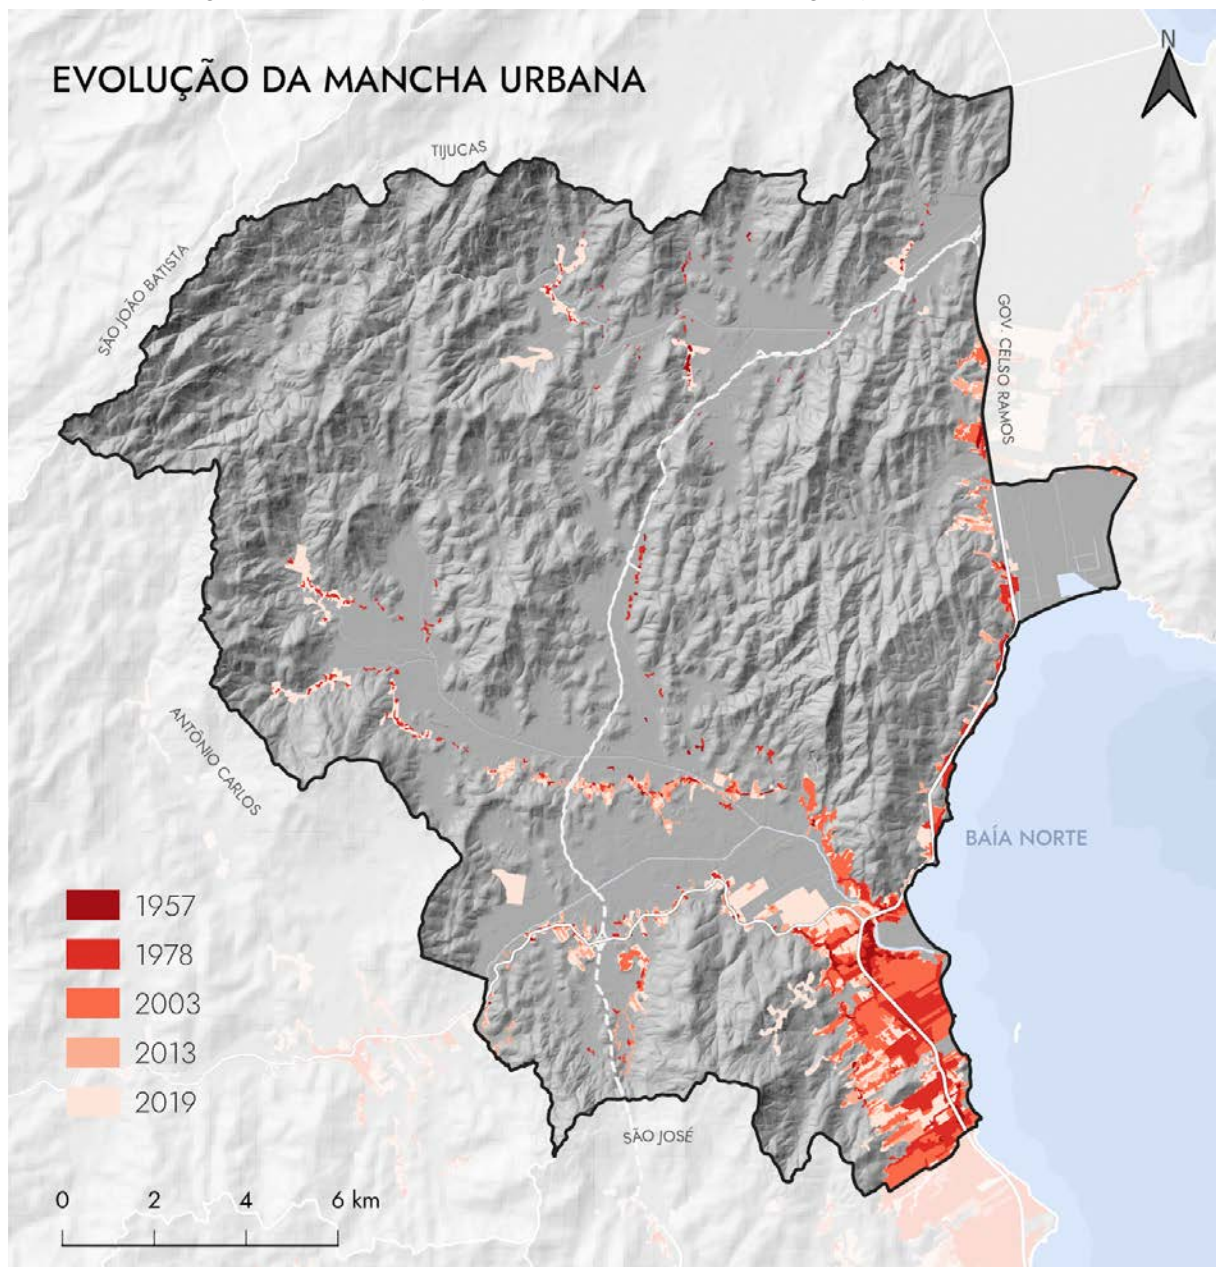 EVOLUÇÃO DA MANCHA URBANA
N
TIJUCAS
SÃO JOÃO BATISTA
GOV. CELSO RAMOS
ANTÔNIO CARLOS
BAÍA NORTE
1957
1978
2003
2013
2019
SÃO JOSÉ
0 2 4 6 km